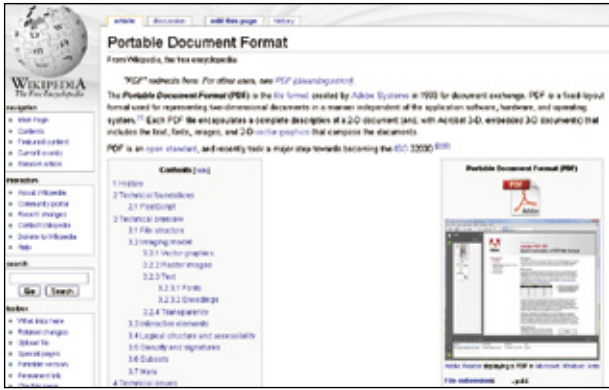 article discussion edit this page history
Portable Document Format
From Wikipedia, the free encyclopedia
"PDF" redirects here. For other uses, see PDF (disambiguation).
The Portable Document Format (PDF) is the file format created by Adobe Systems in 1993 for document exchange. PDF is a fixed-layout
format used for representing two-dimensional documents in a manner independent of the application software, hardware, and operating
system. Each PDF file encapsulates a complete description of a 2-D document (and, with Acrobat 3-D, embedded 3-D documents) that
includes the text, fonts, images, and 2-D vector graphics that compose the documents.
PDF is an open standard, and recently took a major step towards becoming the ISO 32000.
WIKIPEDIA
The Free Encyclopedia
navigation
Main Page
Contents
Featured content
Current events
Random article
interaction
About Wikipedia
Community portal
Recent changes
Contact Wikipedia
Donate to Wikipedia
Help
search
Go Search
toolbox
What links here
Related changes
Upload file
Special pages
Printable version
Permanent link
Contents [hide]
1 History
2 Technical foundations
2.1 PostScript
3 Technical overview
3.1 File structure
3.2 Imaging model
3.2.1 Vector graphics
3.2.2 Raster images
3.2.3 Text
3.2.3.1 Fonts
3.2.3.2 Encodings
3.2.4 Transparency
3.3 Interactive elements
3.4 Logical structure and accessibility
3.5 Security and signatures
3.6 Subsets
3.7 Mars
4 Technical issues
Portable Document Format (PDF)
PDF
Adobe
Adobe Reader displaying a PDF in Microsoft Windows Vista
File extension: .pdf